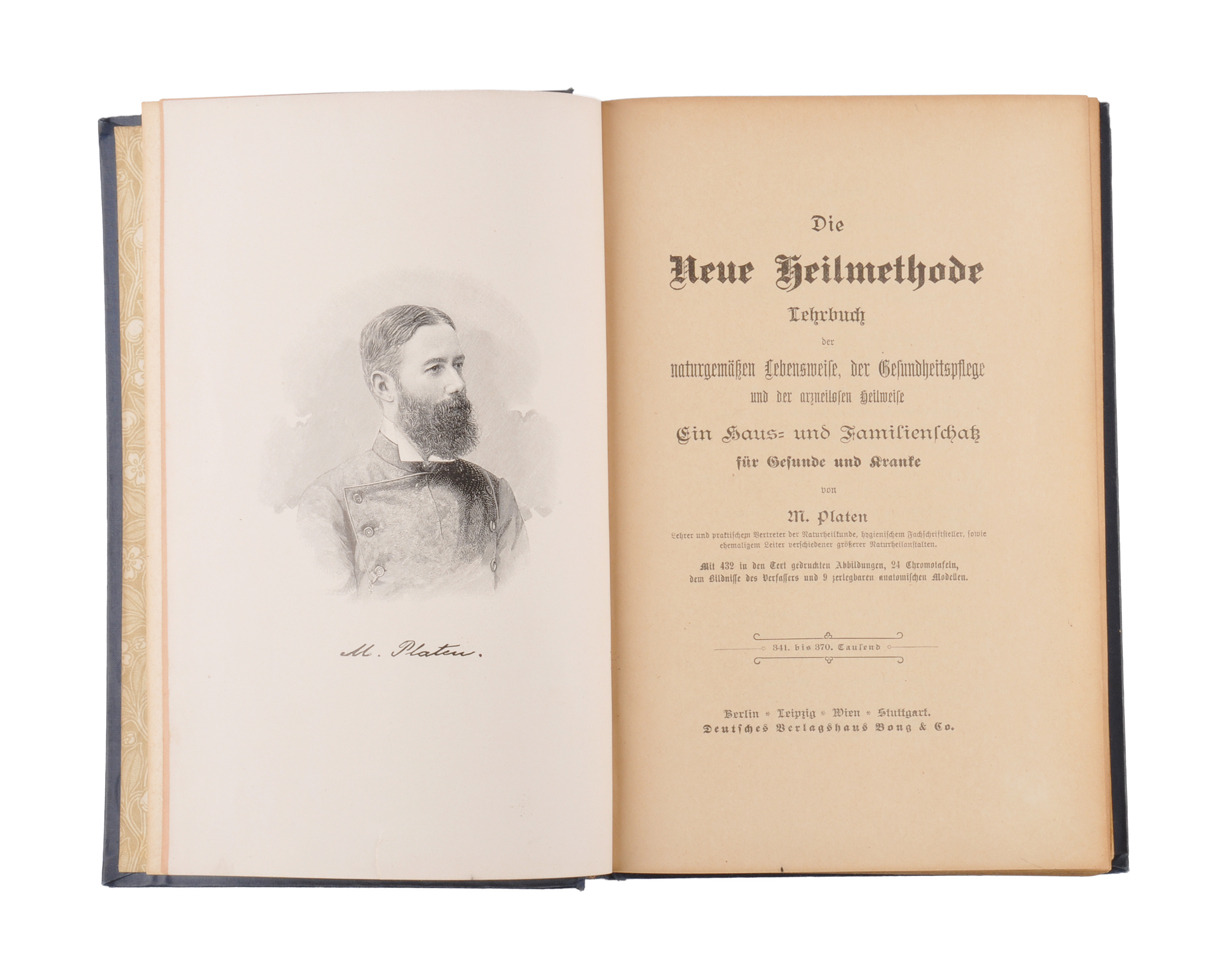 M. Platen.
Die
Neue Heilmethode
Lehrbuch
der
naturgemäßen Lebensweise, der Gesundheitspflege
und der arzneilosen Heilweise
Ein Haus= und Familienschatz
für Gesunde und Kranke
von
M. Platen
Lehrer und praktischem Vertreter der Naturheilkunde, hygienischem Fachschriftsteller, sowie
ehemaligem Leiter verschiedener größerer Naturheilanstalten.
Mit 432 in den Text gedruckten Abbildungen, 24 Chromotafeln,
dem Bildnisse des Verfassers und 9 zerlegbaren anatomischen Modellen.
341. bis 370. Tausend
Berlin * Leipzig * Wien * Stuttgart.
Deutsches Verlagshaus Bong & Co.